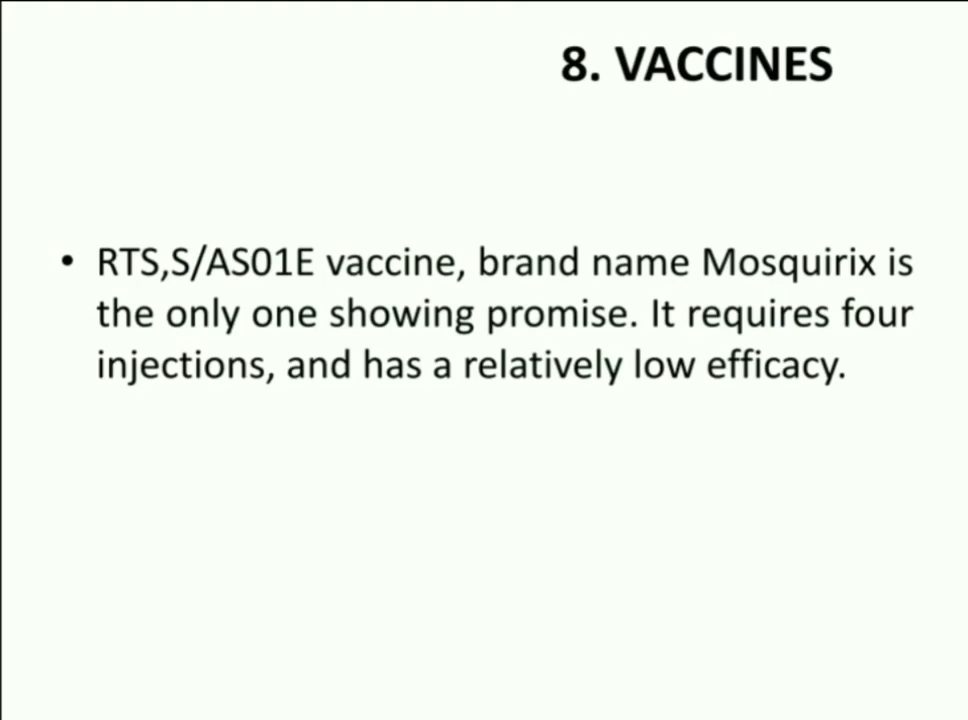 8. VACCINES
• RTS,S/AS01E vaccine, brand name Mosquirix is
the only one showing promise. It requires four
injections, and has a relatively low efficacy.